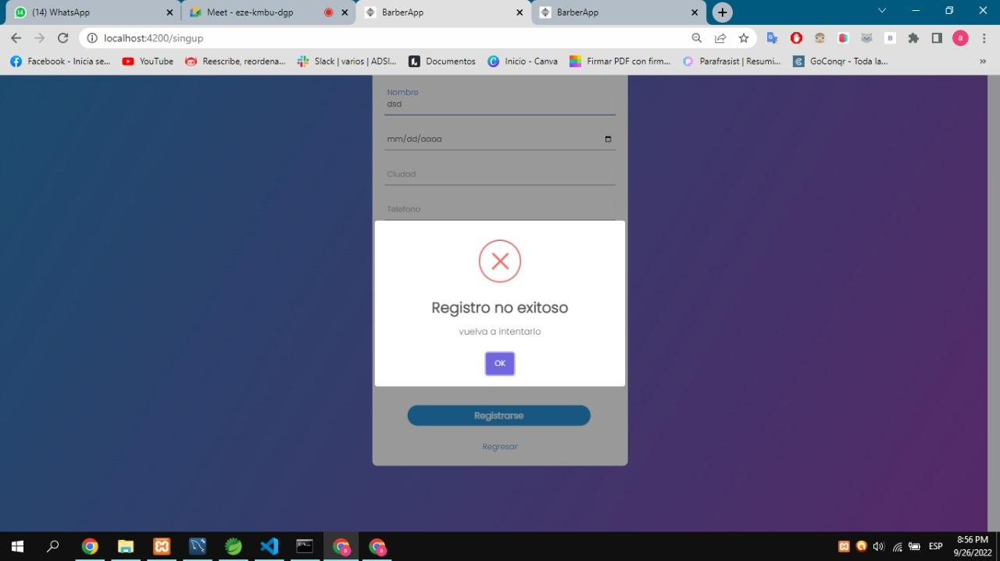 (14) WhatsApp
Meet - eze-kmbu-dgp
BarberApp
BarberApp
localhost:4200/singup
Facebook - Inicia se...
YouTube
Reescribe, reordena...
Slack | varios | ADSI...
Documentos
Inicio - Canva
Firmar PDF con firm...
Parafrasist | Resumi...
GoConqr - Toda la...
»
Nombre
dsd
mm/dd/aaaa
Ciudad
Telefono
Registro no exitoso
vuelva a intentarlo
OK
Registrarse
Regresar
ESP
8:56 PM
9/26/2022